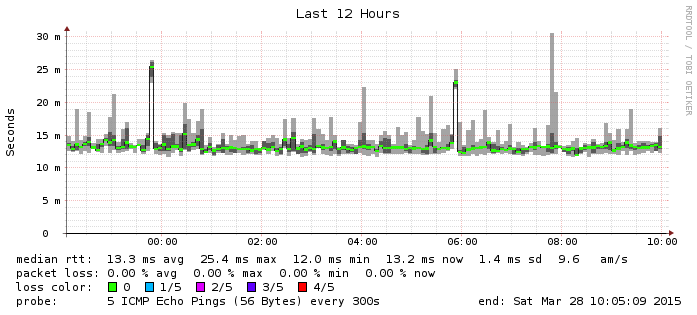 Last 12 Hours
RRDTOOL / TOBI OETIKER
Seconds
30 m
25 m
20 m
15 m
10 m
5 m
0
00:00 02:00 04:00 06:00 08:00 10:00
median rtt: 13.3 ms avg 25.4 ms max 12.0 ms min 13.2 ms now 1.4 ms sd 9.6 am/s
packet loss: 0.00 % avg 0.00 % max 0.00 % min 0.00 % now
loss color: 0 1/5 2/5 3/5 4/5
probe: 5 ICMP Echo Pings (56 Bytes) every 300s end: Sat Mar 28 10:05:09 2015